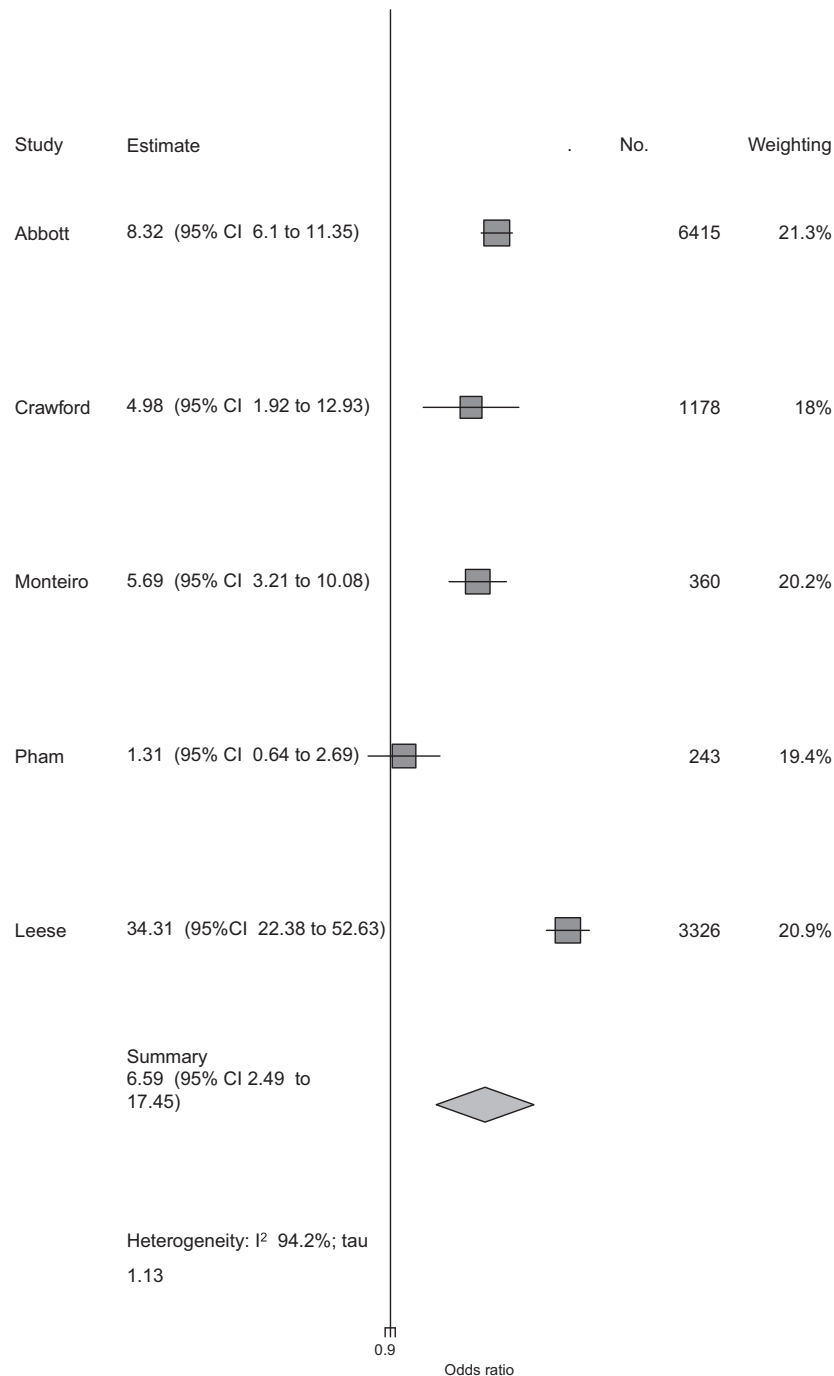 Study Estimate . No. Weighting
Abbott 8.32 (95% CI 6.1 to 11.35) 6415 21.3%
Crawford 4.98 (95% CI 1.92 to 12.93) 1178 18%
Monteiro 5.69 (95% CI 3.21 to 10.08) 360 20.2%
Pham 1.31 (95% CI 0.64 to 2.69) 243 19.4%
Leese 34.31 (95%CI 22.38 to 52.63) 3326 20.9%
Summary
6.59 (95% CI 2.49 to
17.45)
Heterogeneity: I² 94.2%; tau
1.13
0.9
Odds ratio